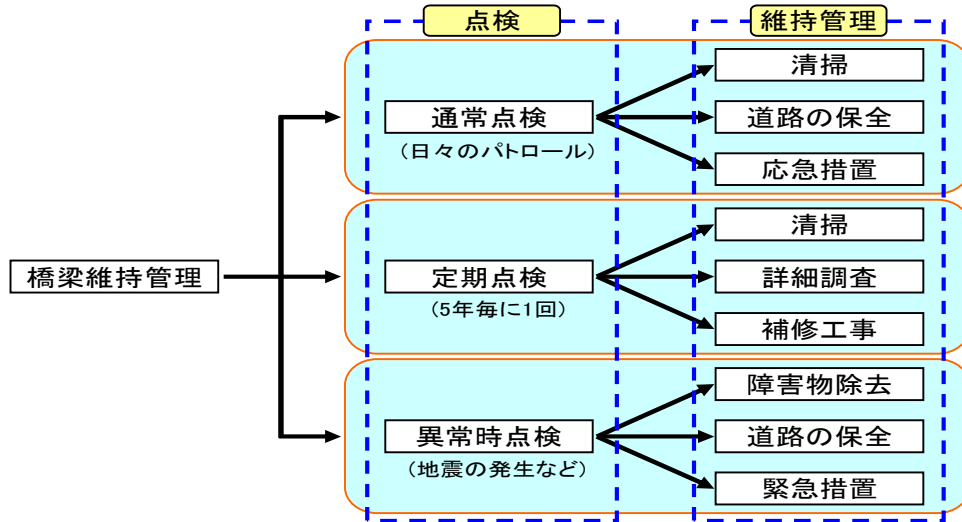 点検
維持管理
橋梁維持管理
通常点検
(日々のパトロール)
清掃
道路の保全
応急措置
定期点検
(5年毎に1回)
清掃
詳細調査
補修工事
異常時点検
(地震の発生など)
障害物除去
道路の保全
緊急措置